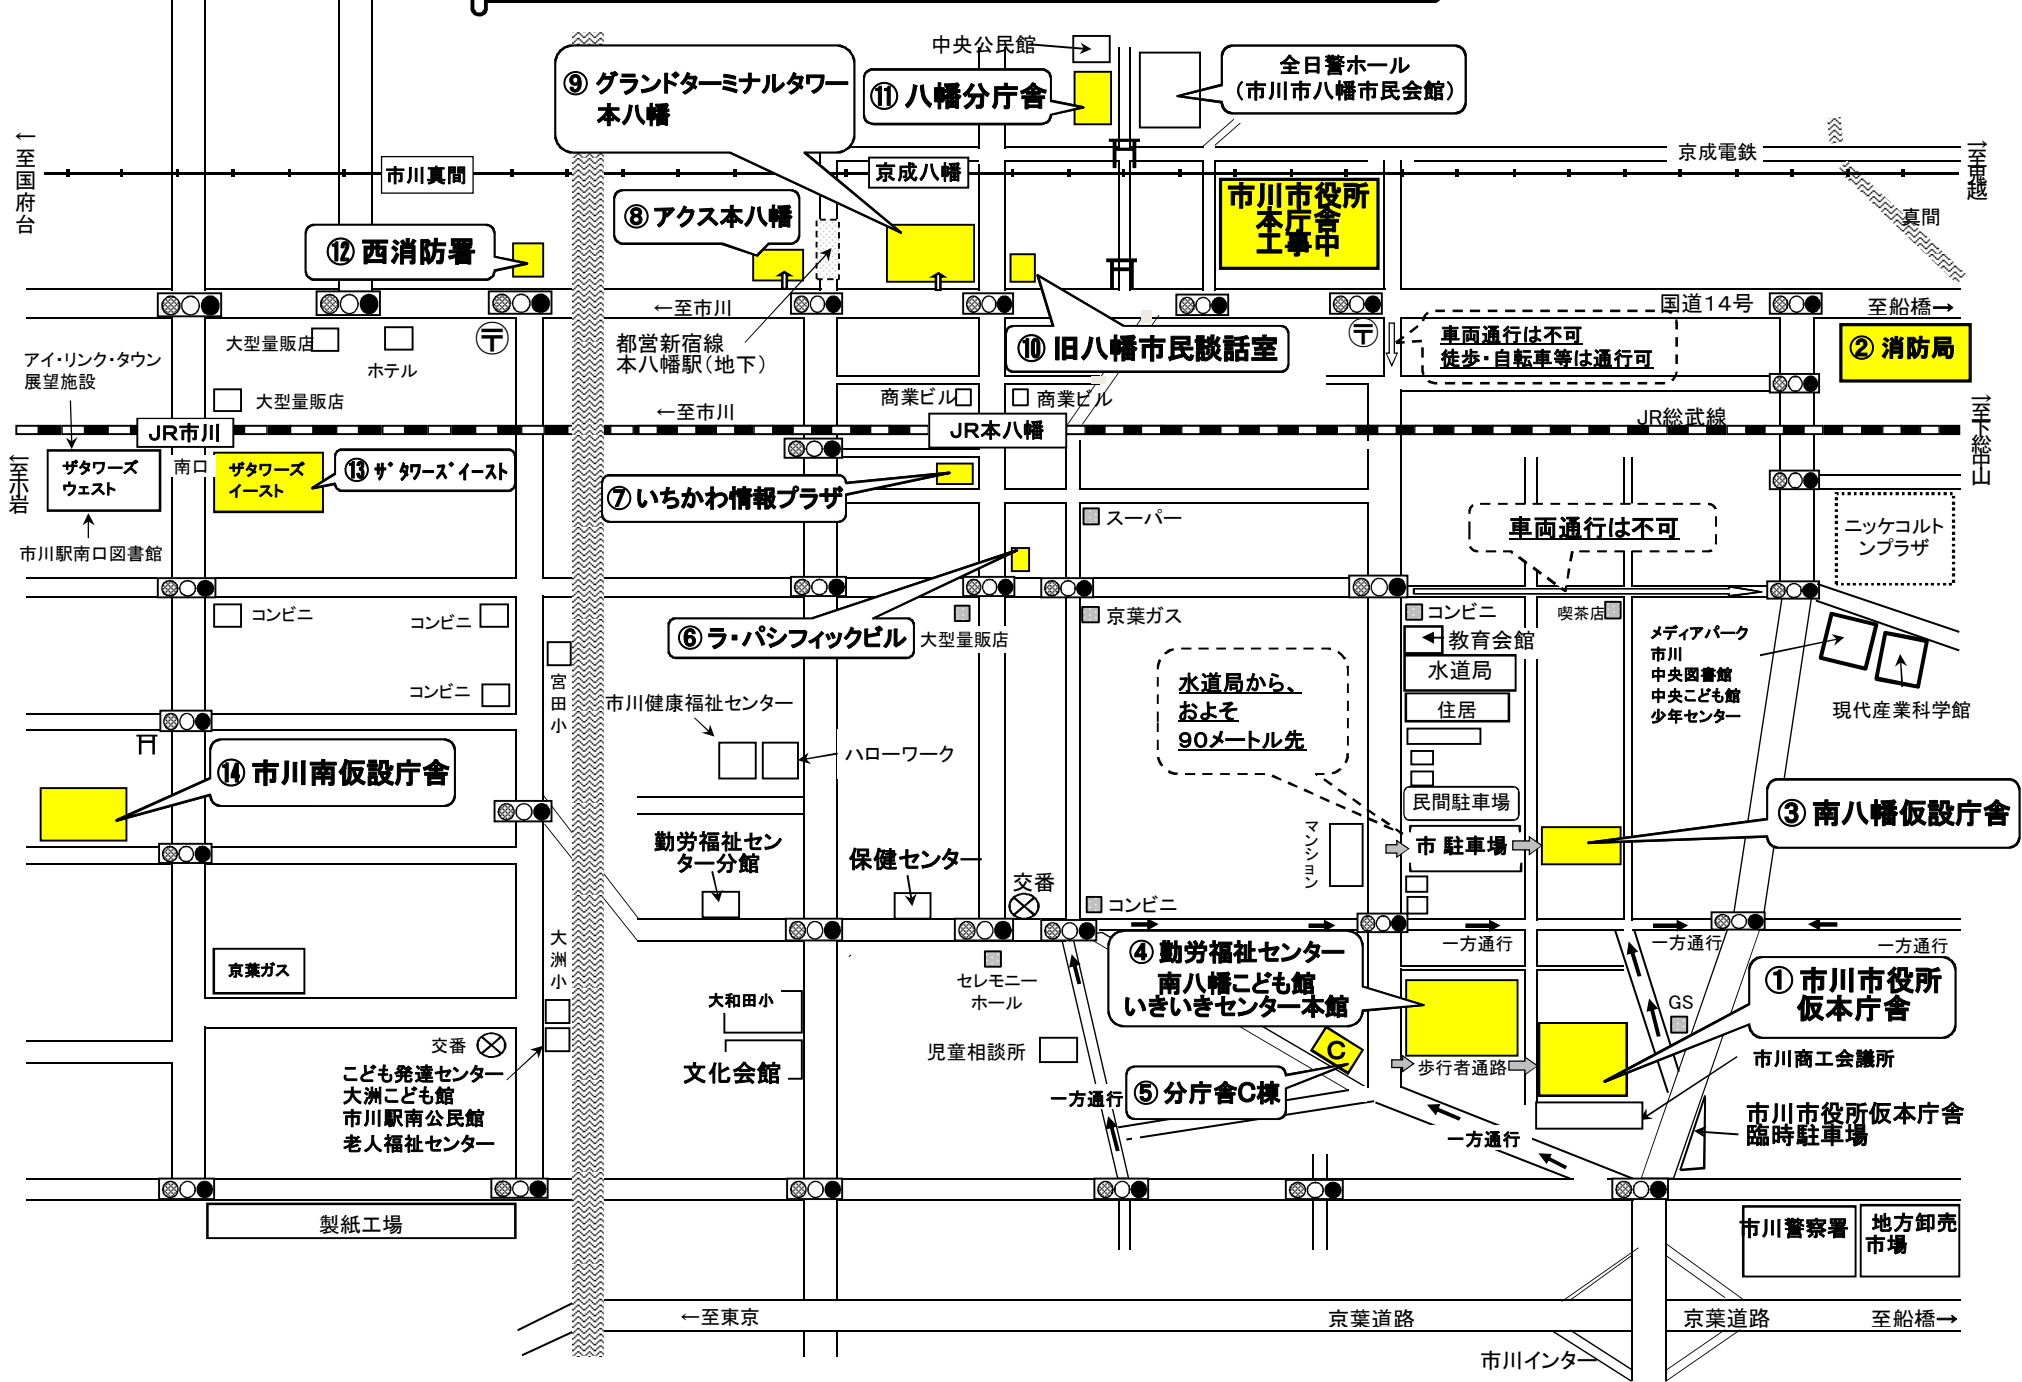 中央公民館
⑨ グランドターミナルタワー
本八幡
⑪ 八幡分庁舎
全日警ホール
(市川市八幡市民会館)
←至国府台
市川真間
京成八幡
京成電鉄
→至鬼越
市川市役所
本庁舎
工事中
⑧ アクス本八幡
真間
⑫ 西消防署
←至市川
国道14号
至船橋→
大型量販店
ホテル
〒
都営新宿線
本八幡駅(地下)
⑩ 旧八幡市民談話室
〒
車両通行は不可
徒歩・自転車等は通行可
② 消防局
アイ・リンク・タウン
展望施設
大型量販店
←至市川
商業ビル
商業ビル
JR総武線
JR市川
JR本八幡
→至下総中山
←至小岩
ザタワーズ
ウェスト
南口
ザタワーズ
イースト
⑬ ザタワーズイースト
⑦ いちかわ情報プラザ
スーパー
車両通行は不可
ニッケコルト
ンプラザ
市川駅南口図書館
コンビニ
コンビニ
⑥ ラ・パシフィックビル
大型量販店
京葉ガス
コンビニ
喫茶店
教育会館
水道局
住居
メディアパーク
市川
中央図書館
中央こども館
少年センター
現代産業科学館
宮田小
コンビニ
市川健康福祉センター
ハローワーク
水道局から、
およそ
90メートル先
⑭ 市川南仮設庁舎
民間駐車場
マンション
市 駐車場
③ 南八幡仮設庁舎
勤労福祉セン
ター分館
保健センター
交番
コンビニ
一方通行
一方通行
一方通行
大洲小
京葉ガス
セレモニー
ホール
④ 勤労福祉センター
南八幡こども館
いきいきセンター本館
① 市川市役所
仮本庁舎
GS
大和田小
文化会館
児童相談所
C
歩行者通路
市川商工会議所
交番
こども発達センター
大洲こども館
市川駅南公民館
老人福祉センター
一方通行
⑤ 分庁舎C棟
一方通行
市川市役所仮本庁舎
臨時駐車場
製紙工場
市川警察署
地方卸売
市場
←至東京
京葉道路
京葉道路
至船橋→
市川インター